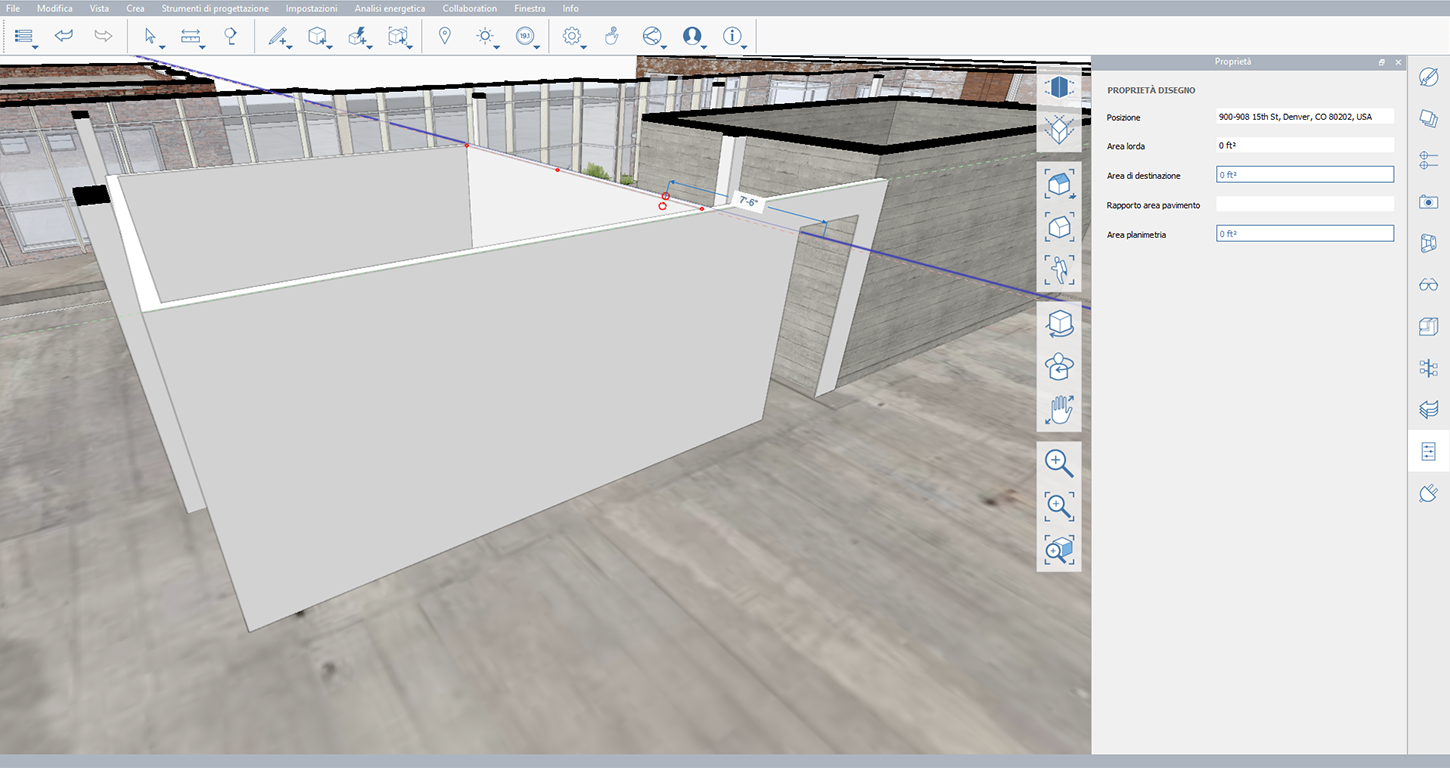 File Modifica Vista Crea Strumenti di progettazione Impostazioni Analisi energetica Collaboration Finestra Info
19:1
Proprietà
PROPRIETÀ DISEGNO
Posizione 900-908 15th St, Denver, CO 80202, USA
Area lorda 0 ft²
Area di destinazione 0 ft²
Rapporto area pavimento
Area planimetria 0 ft²
7'-6"